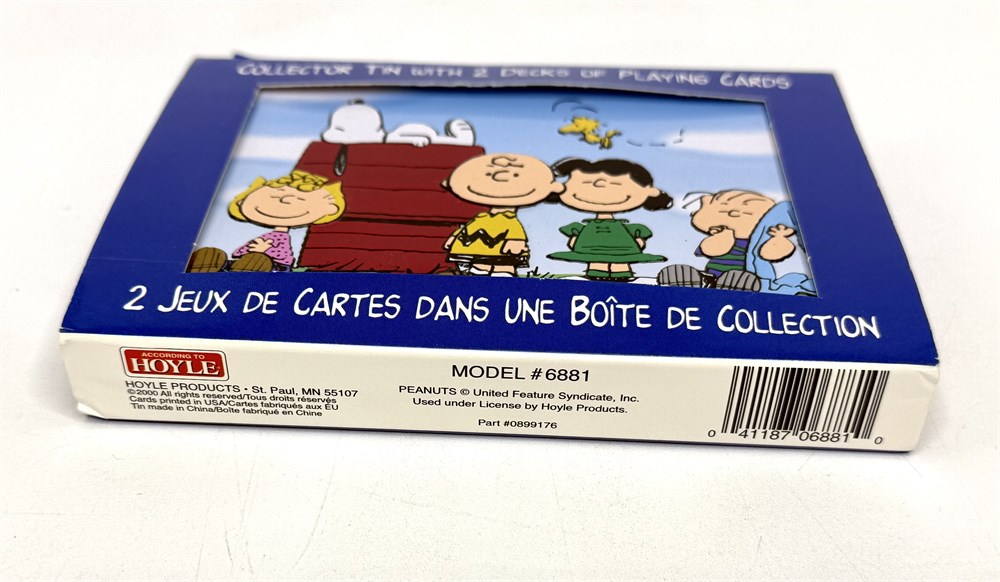 COLLECTOR TIN WITH 2 DECKS OF PLAYING CARDS
2 JEUX DE CARTES DANS UNE BOÎTE DE COLLECTION
ACCORDING TO
HOYLE
HOYLE PRODUCTS • St. Paul, MN 55107
©2000 All rights reserved/Tous droits réservés
Cards printed in USA/Cartes fabriqués aux ÉU
Tin made in China/Boîte fabriqué en Chine
MODEL #6881
PEANUTS © United Feature Syndicate, Inc.
Used under License by Hoyle Products.
Part #0899176
0 41187 06881 0